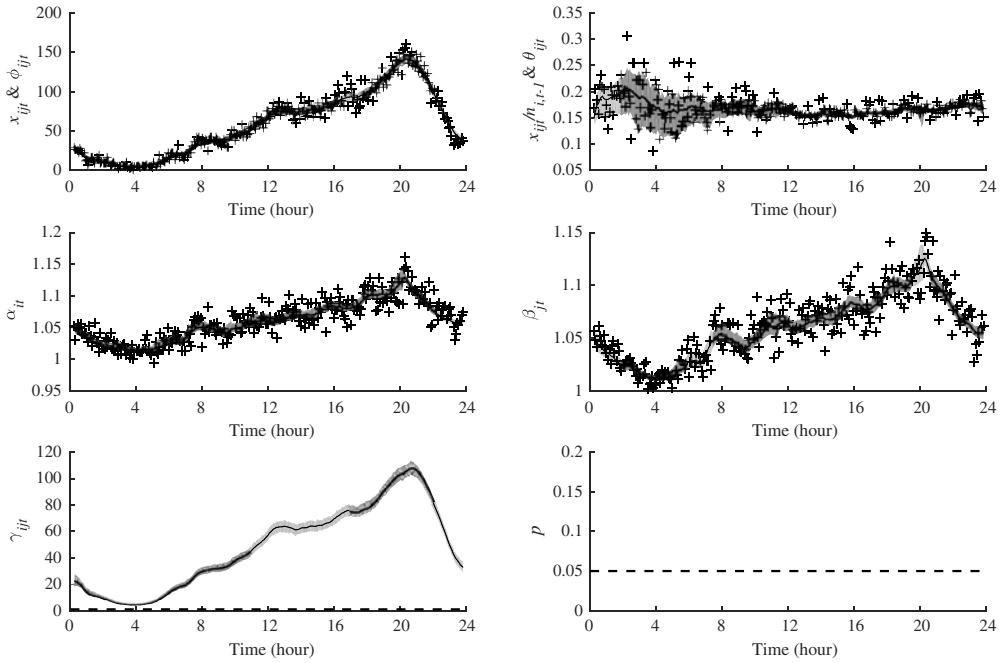 200
150
100
50
0
x_ijt & ϕ_ijt
0 4 8 12 16 20 24
Time (hour)
0.35
0.3
0.25
0.2
0.15
0.1
0.05
x_ijt/n_i,t-1 & θ_ijt
0 4 8 12 16 20 24
Time (hour)
1.2
1.15
1.1
1.05
1
0.95
α_it
0 4 8 12 16 20 24
Time (hour)
1.15
1.1
1.05
1
β_jt
0 4 8 12 16 20 24
Time (hour)
120
100
80
60
40
20
0
γ_ijt
0 4 8 12 16 20 24
Time (hour)
0.2
0.15
0.1
0.05
0
p
0 4 8 12 16 20 24
Time (hour)